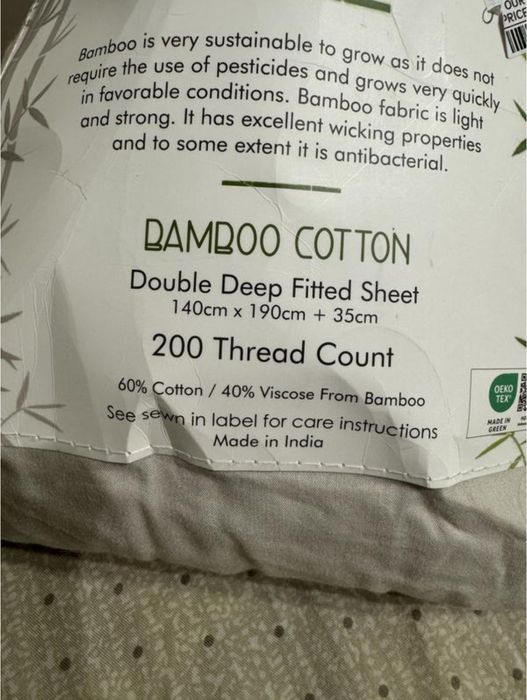 OUR
PRICE
Bamboo is very sustainable to grow as it does not
require the use of pesticides and grows very quickly
in favorable conditions. Bamboo fabric is light
and strong. It has excellent wicking properties
and to some extent it is antibacterial.
BAMBOO COTTON
Double Deep Fitted Sheet
140cm x 190cm + 35cm
200 Thread Count
60% Cotton / 40% Viscose From Bamboo
See sewn in label for care instructions
Made in India
OEKO
TEX®
MADE IN
GREEN